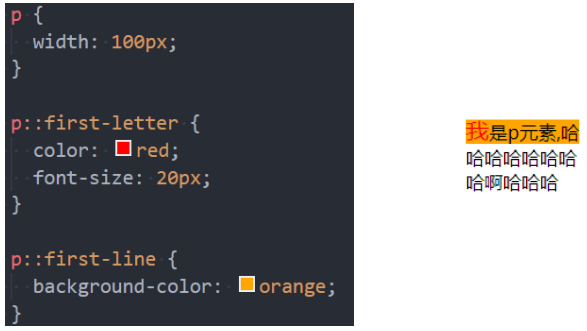 p {
  width: 100px;
}
p::first-letter {
  color: red;
  font-size: 20px;
}
p::first-line {
  background-color: orange;
}
我是p元素,哈
哈哈哈哈哈哈
哈啊哈哈哈